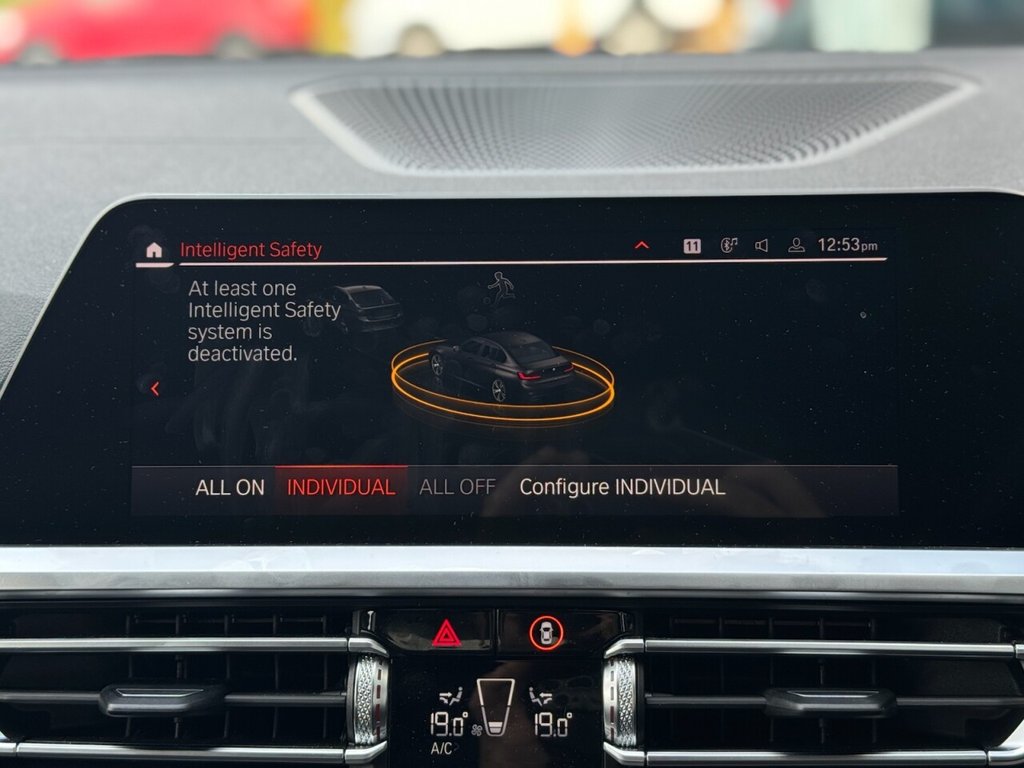 Intelligent Safety
11
12:53pm
At least one
Intelligent Safety
system is
deactivated.
ALL ON INDIVIDUAL ALL OFF Configure INDIVIDUAL
19.0° 19.0°
A/C